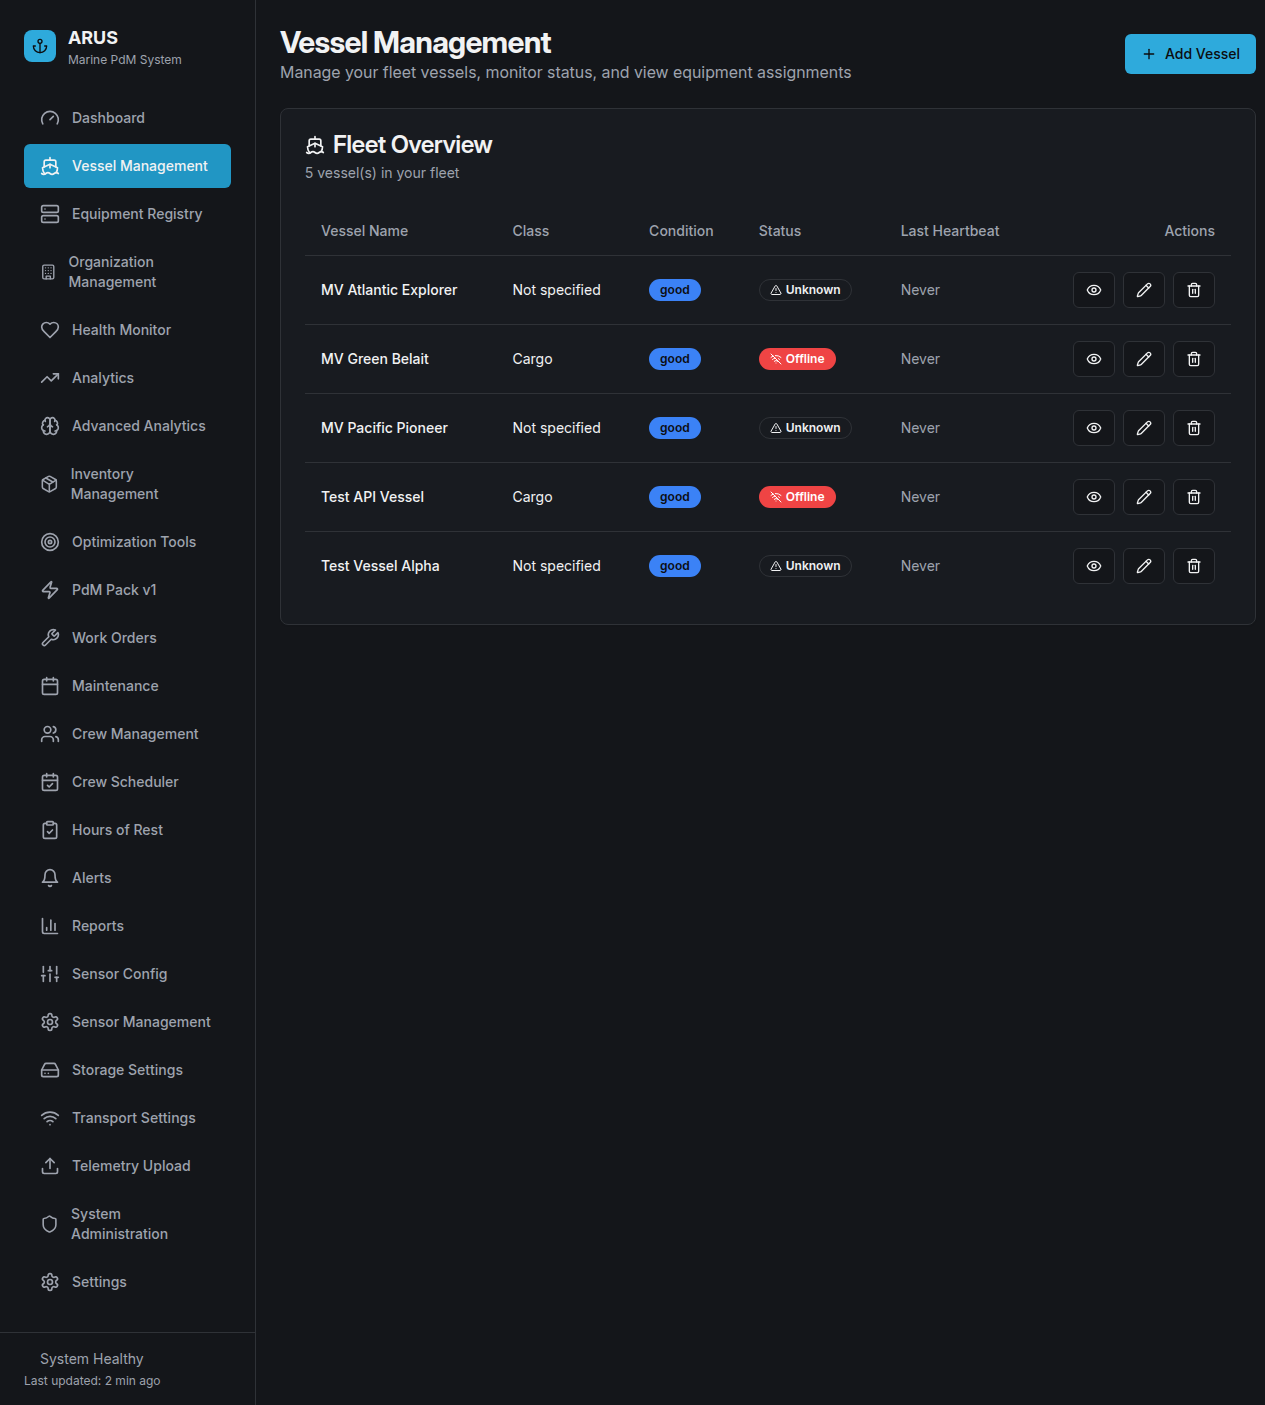 ARUS
Marine PdM System
Dashboard
Vessel Management
Equipment Registry
Organization
Management
Health Monitor
Analytics
Advanced Analytics
Inventory
Management
Optimization Tools
PdM Pack v1
Work Orders
Maintenance
Crew Management
Crew Scheduler
Hours of Rest
Alerts
Reports
Sensor Config
Sensor Management
Storage Settings
Transport Settings
Telemetry Upload
System
Administration
Settings
System Healthy
Last updated: 2 min ago
Vessel Management
Manage your fleet vessels, monitor status, and view equipment assignments
Add Vessel
Fleet Overview
5 vessel(s) in your fleet
Vessel Name Class Condition Status Last Heartbeat Actions
MV Atlantic Explorer Not specified good Unknown Never
MV Green Belait Cargo good Offline Never
MV Pacific Pioneer Not specified good Unknown Never
Test API Vessel Cargo good Offline Never
Test Vessel Alpha Not specified good Unknown Never